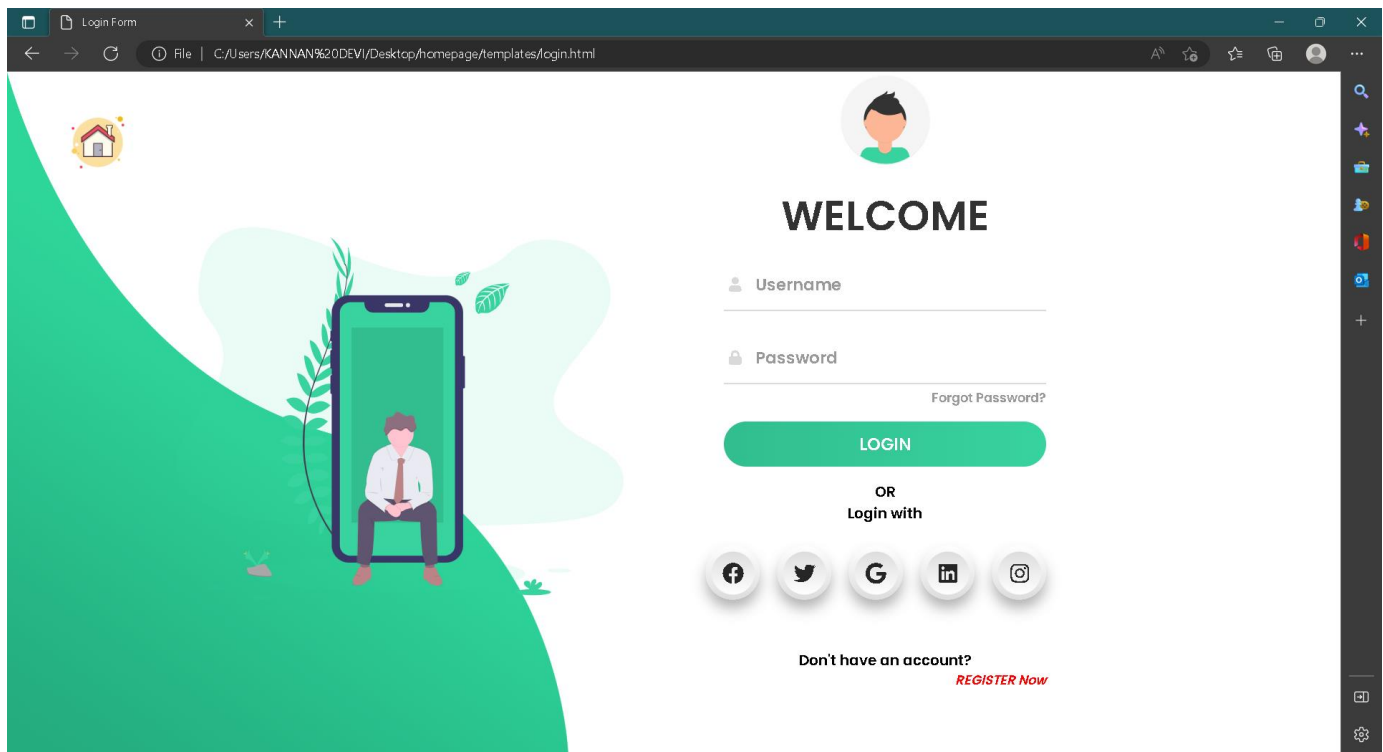 Login Form
File | C:/Users/KANNAN%20DEVI/Desktop/homepage/templates/login.html
WELCOME
Username
Password
Forgot Password?
LOGIN
OR
Login with
Don't have an account?
REGISTER Now